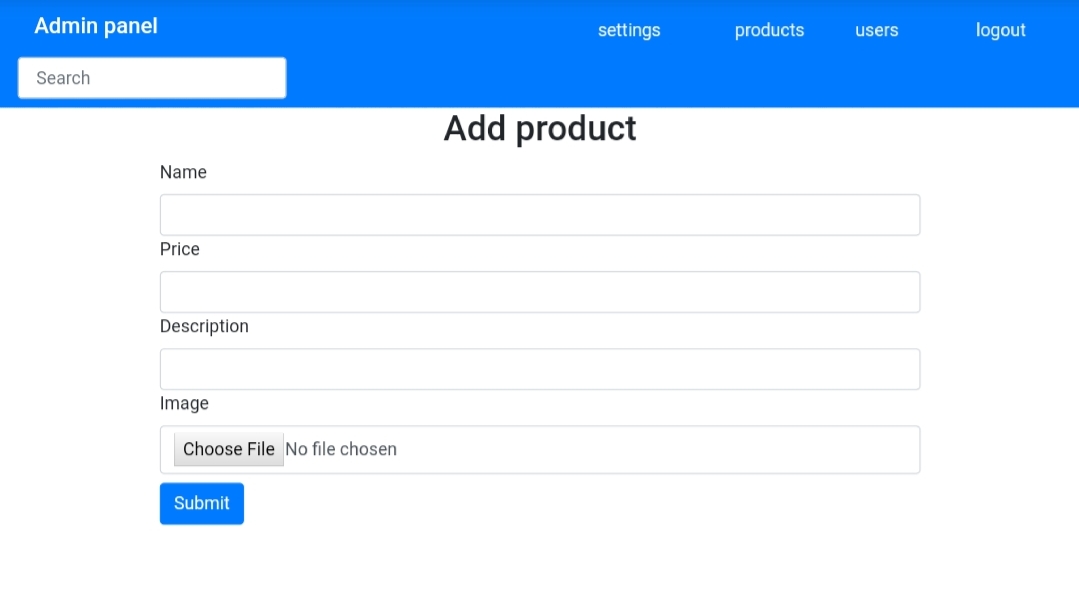 Admin panel
settings products users logout
Search
Add product
Name
Price
Description
Image
Choose File No file chosen
Submit